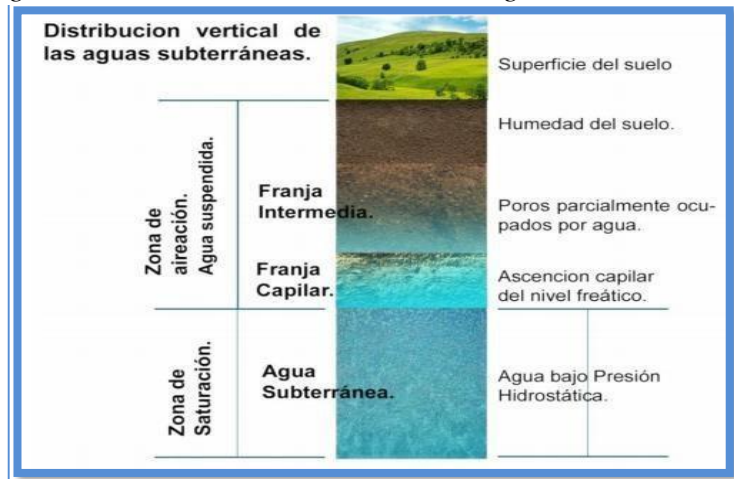 Distribucion vertical de
las aguas subterráneas.
Superficie del suelo
Humedad del suelo.
Zona de
aireación.
Agua suspendida.
Franja
Intermedia.
Poros parcialmente ocu-
pados por agua.
Franja
Capilar.
Ascencion capilar
del nivel freático.
Zona de
Saturación.
Agua
Subterránea.
Agua bajo Presión
Hidrostática.